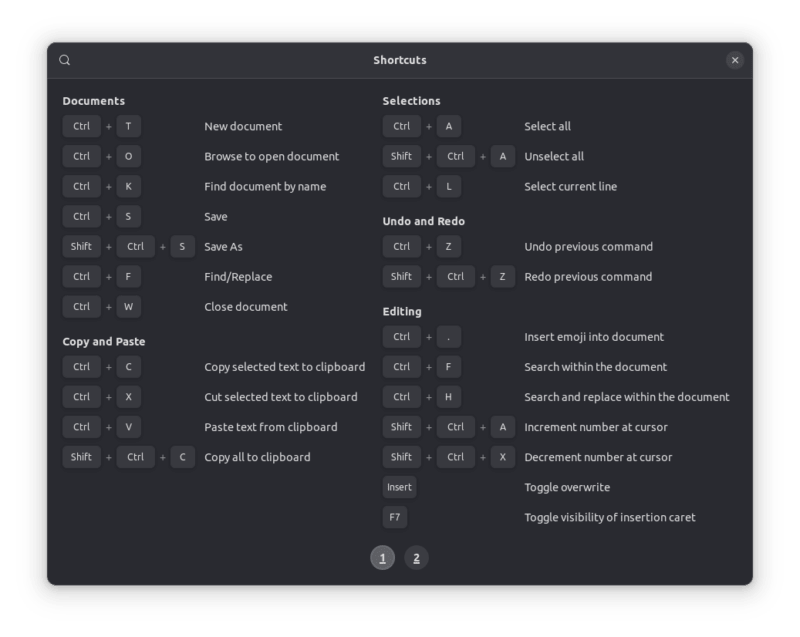 Shortcuts
Documents
Ctrl + T New document
Ctrl + O Browse to open document
Ctrl + K Find document by name
Ctrl + S Save
Shift + Ctrl + S Save As
Ctrl + F Find/Replace
Ctrl + W Close document
Copy and Paste
Ctrl + C Copy selected text to clipboard
Ctrl + X Cut selected text to clipboard
Ctrl + V Paste text from clipboard
Shift + Ctrl + C Copy all to clipboard
Selections
Ctrl + A Select all
Shift + Ctrl + A Unselect all
Ctrl + L Select current line
Undo and Redo
Ctrl + Z Undo previous command
Shift + Ctrl + Z Redo previous command
Editing
Ctrl + . Insert emoji into document
Ctrl + F Search within the document
Ctrl + H Search and replace within the document
Shift + Ctrl + A Increment number at cursor
Shift + Ctrl + X Decrement number at cursor
Insert Toggle overwrite
F7 Toggle visibility of insertion caret
1 2